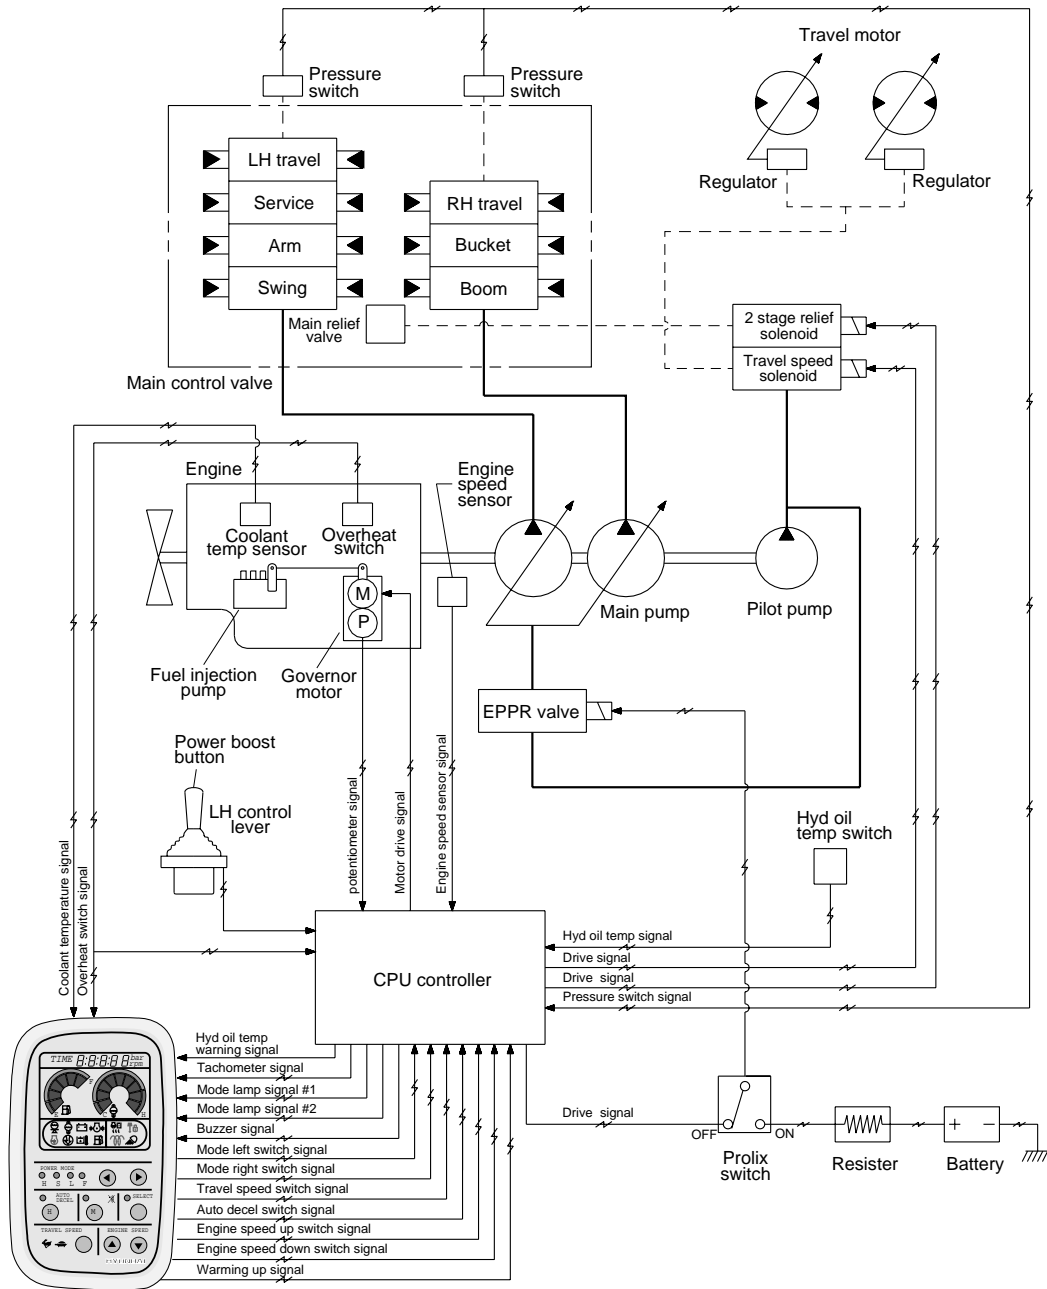 Travel motor
Pressure
switch
Pressure
switch
LH travel
Service
Arm
Swing
RH travel
Bucket
Boom
Regulator
Regulator
Main relief
valve
2 stage relief
solenoid
Travel speed
solenoid
Main control valve
Engine
Engine
speed
sensor
Coolant
temp sensor
Overheat
switch
M
P
Main pump
Pilot pump
Fuel injection
pump
Governor
motor
EPPR valve
Power boost
button
LH control
lever
Hyd oil
temp switch
Coolant temperature signal
Overheat switch signal
potentiometer signal
Motor drive signal
Engine speed sensor signal
CPU controller
Hyd oil temp signal
Drive signal
Drive signal
Pressure switch signal
Hyd oil temp
warning signal
Tachometer signal
Mode lamp signal #1
Mode lamp signal #2
Buzzer signal
Mode left switch signal
Mode right switch signal
Travel speed switch signal
Auto decel switch signal
Engine speed up switch signal
Engine speed down switch signal
Warming up signal
Drive signal
OFF
ON
Prolix
switch
Resister
Battery
+ −
TIME 8:8:8:8:8 bar
rpm
F
E C H
POWER MODE
H S L F
AUTO
DECEL
SELECT
H
M
TRAVEL SPEED
ENGINE SPEED
HYUNDAI